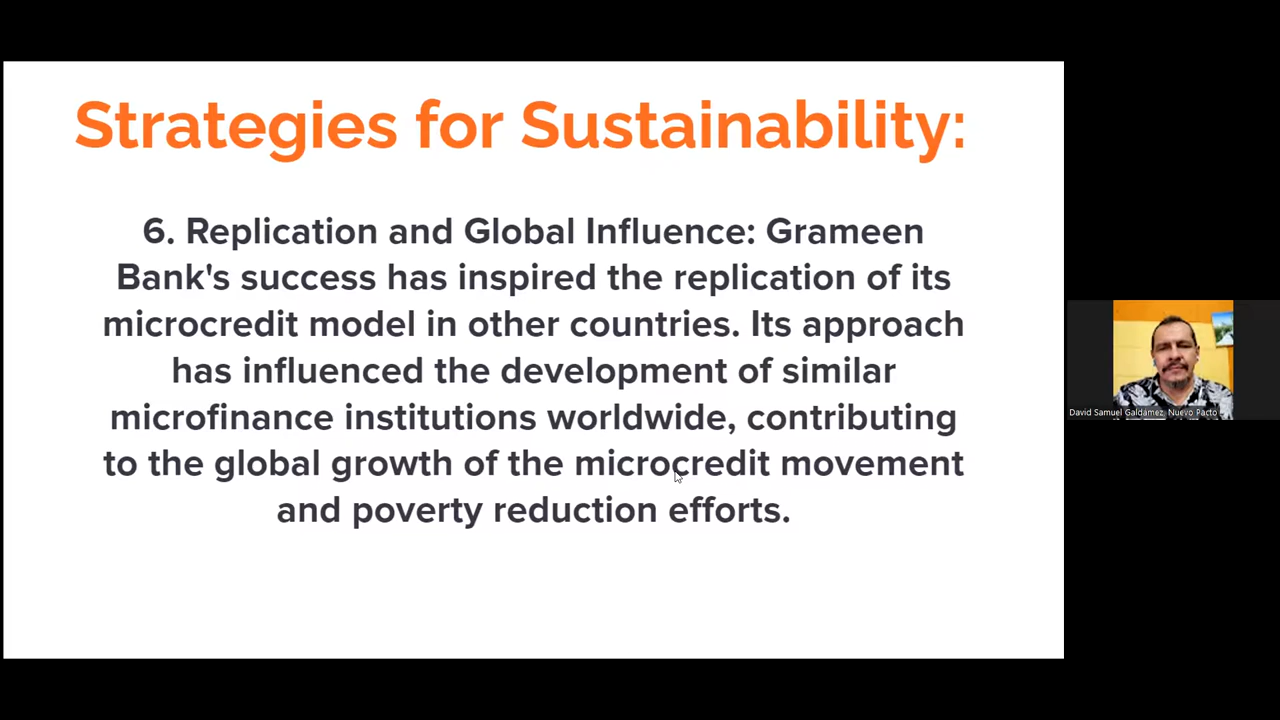 Strategies for Sustainability:
6. Replication and Global Influence: Grameen
Bank's success has inspired the replication of its
microcredit model in other countries. Its approach
has influenced the development of similar
microfinance institutions worldwide, contributing
to the global growth of the microcredit movement
and poverty reduction efforts.
David Samuel Galdámez Nuevo Pacto